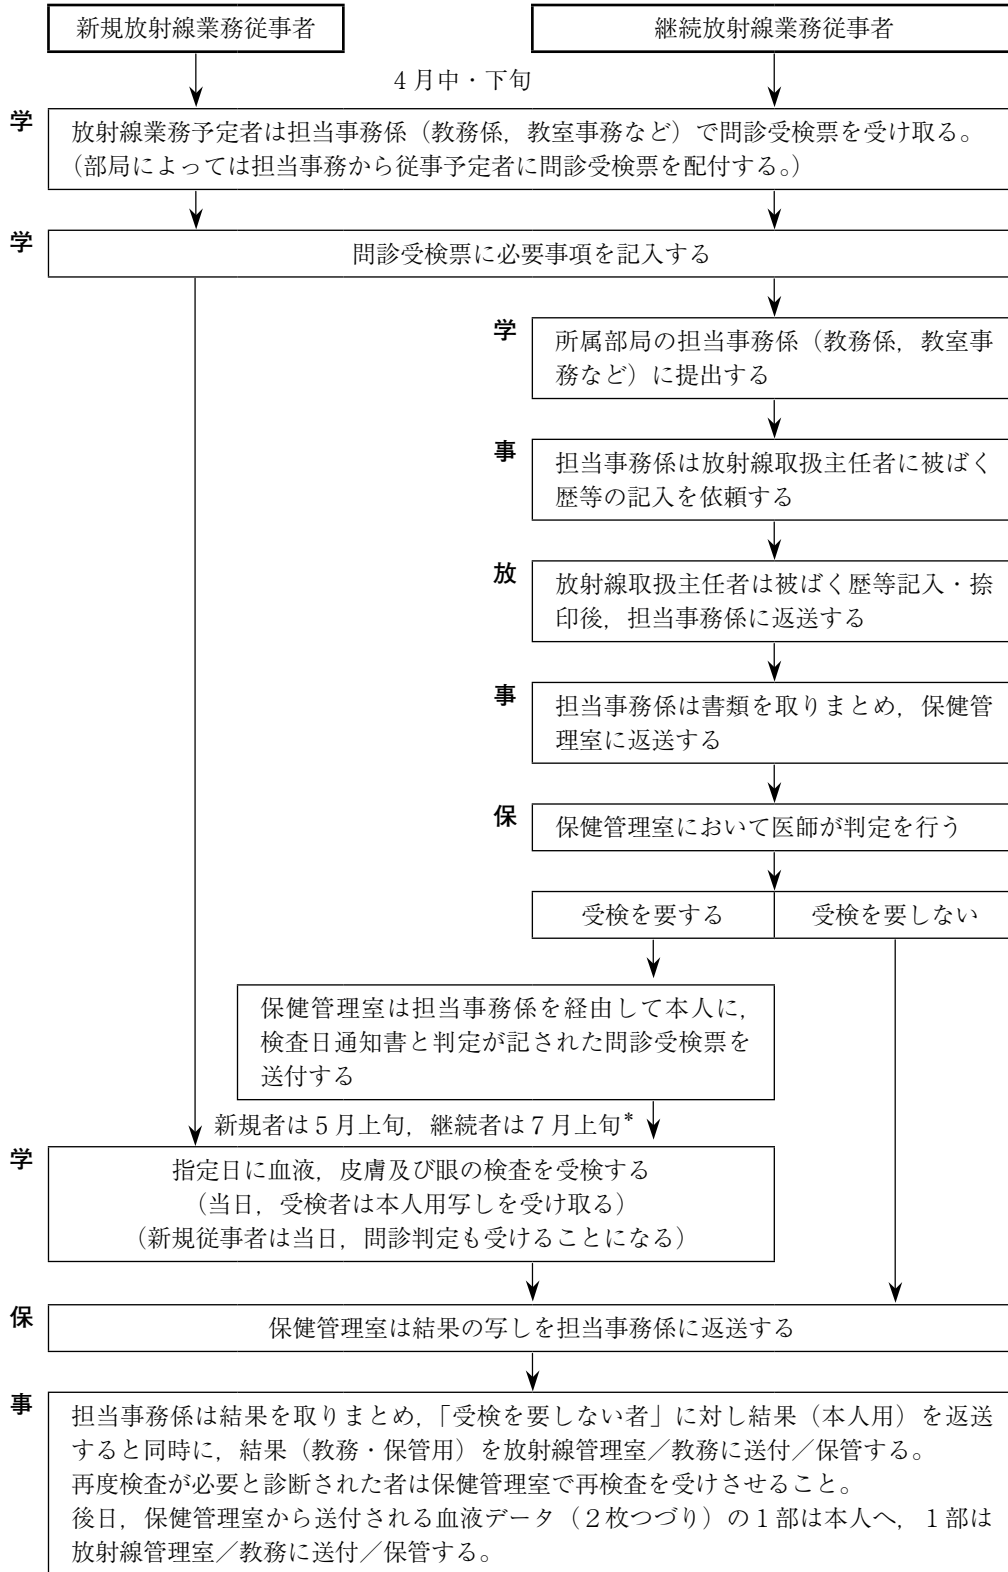 新規放射線業務従事者
継続放射線業務従事者
4月中・下旬
学
放射線業務予定者は担当事務係（教務係，教室事務など）で問診受検票を受け取る。
（部局によっては担当事務から従事予定者に問診受検票を配付する。）
学
問診受検票に必要事項を記入する
学
所属部局の担当事務係（教務係，教室事
務など）に提出する
事
担当事務係は放射線取扱主任者に被ばく
歴等の記入を依頼する
放
放射線取扱主任者は被ばく歴等記入・捺
印後，担当事務係に返送する
事
担当事務係は書類を取りまとめ，保健管
理室に返送する
保
保健管理室において医師が判定を行う
受検を要する
受検を要しない
保健管理室は担当事務係を経由して本人に，
検査日通知書と判定が記された問診受検票を
送付する
新規者は5月上旬，継続者は7月上旬*
学
指定日に血液，皮膚及び眼の検査を受検する
（当日，受検者は本人用写しを受け取る）
（新規従事者は当日，問診判定も受けることになる）
保
保健管理室は結果の写しを担当事務係に返送する
事
担当事務係は結果を取りまとめ，「受検を要しない者」に対し結果（本人用）を返送
すると同時に，結果（教務・保管用）を放射線管理室／教務に送付／保管する。
再度検査が必要と診断された者は保健管理室で再検査を受けさせること。
後日，保健管理室から送付される血液データ（２枚つづり）の１部は本人へ，１部は
放射線管理室／教務に送付／保管する。